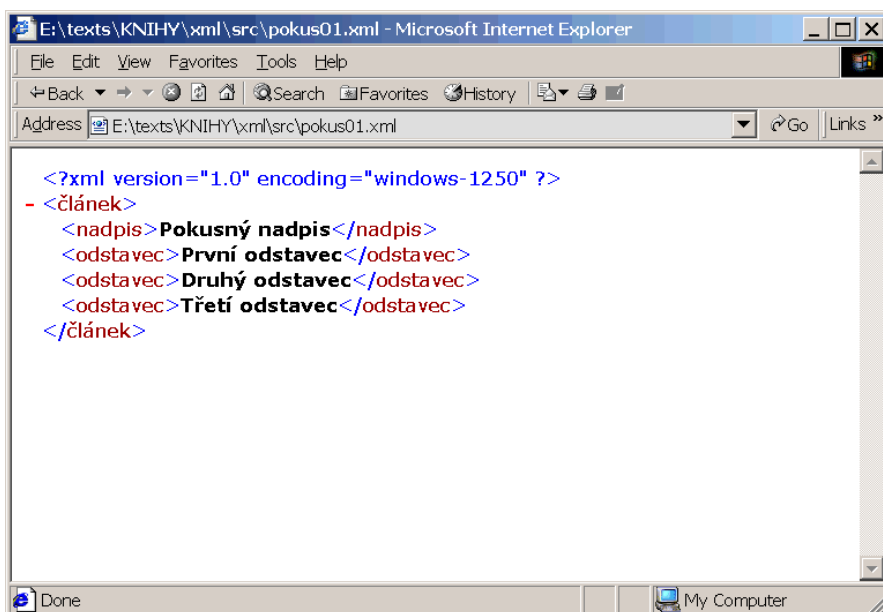 E:\texts\KNIHY\xml\src\pokus01.xml - Microsoft Internet Explorer
File Edit View Favorites Tools Help
Back Search Favorites History
Address E:\texts\KNIHY\xml\src\pokus01.xml Go Links »
<?xml version="1.0" encoding="windows-1250" ?>
- <článek>
<nadpis>Pokusný nadpis</nadpis>
<odstavec>První odstavec</odstavec>
<odstavec>Druhý odstavec</odstavec>
<odstavec>Třetí odstavec</odstavec>
</článek>
Done My Computer